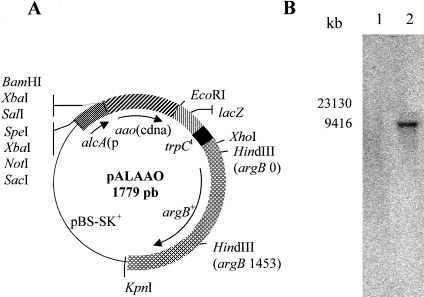 A
BamHI
XbaI
SalI
SpeI
XbaI
NotI
SacI
EcoRI
lacZ
aao(cdna)
alcA(p
trpCt
XhoI
HindIII
(argB 0)
pALAAO
1779 pb
argB+
pBS-SK+
HindIII
(argB 1453)
KpnI
B
kb
1 2
23130
9416